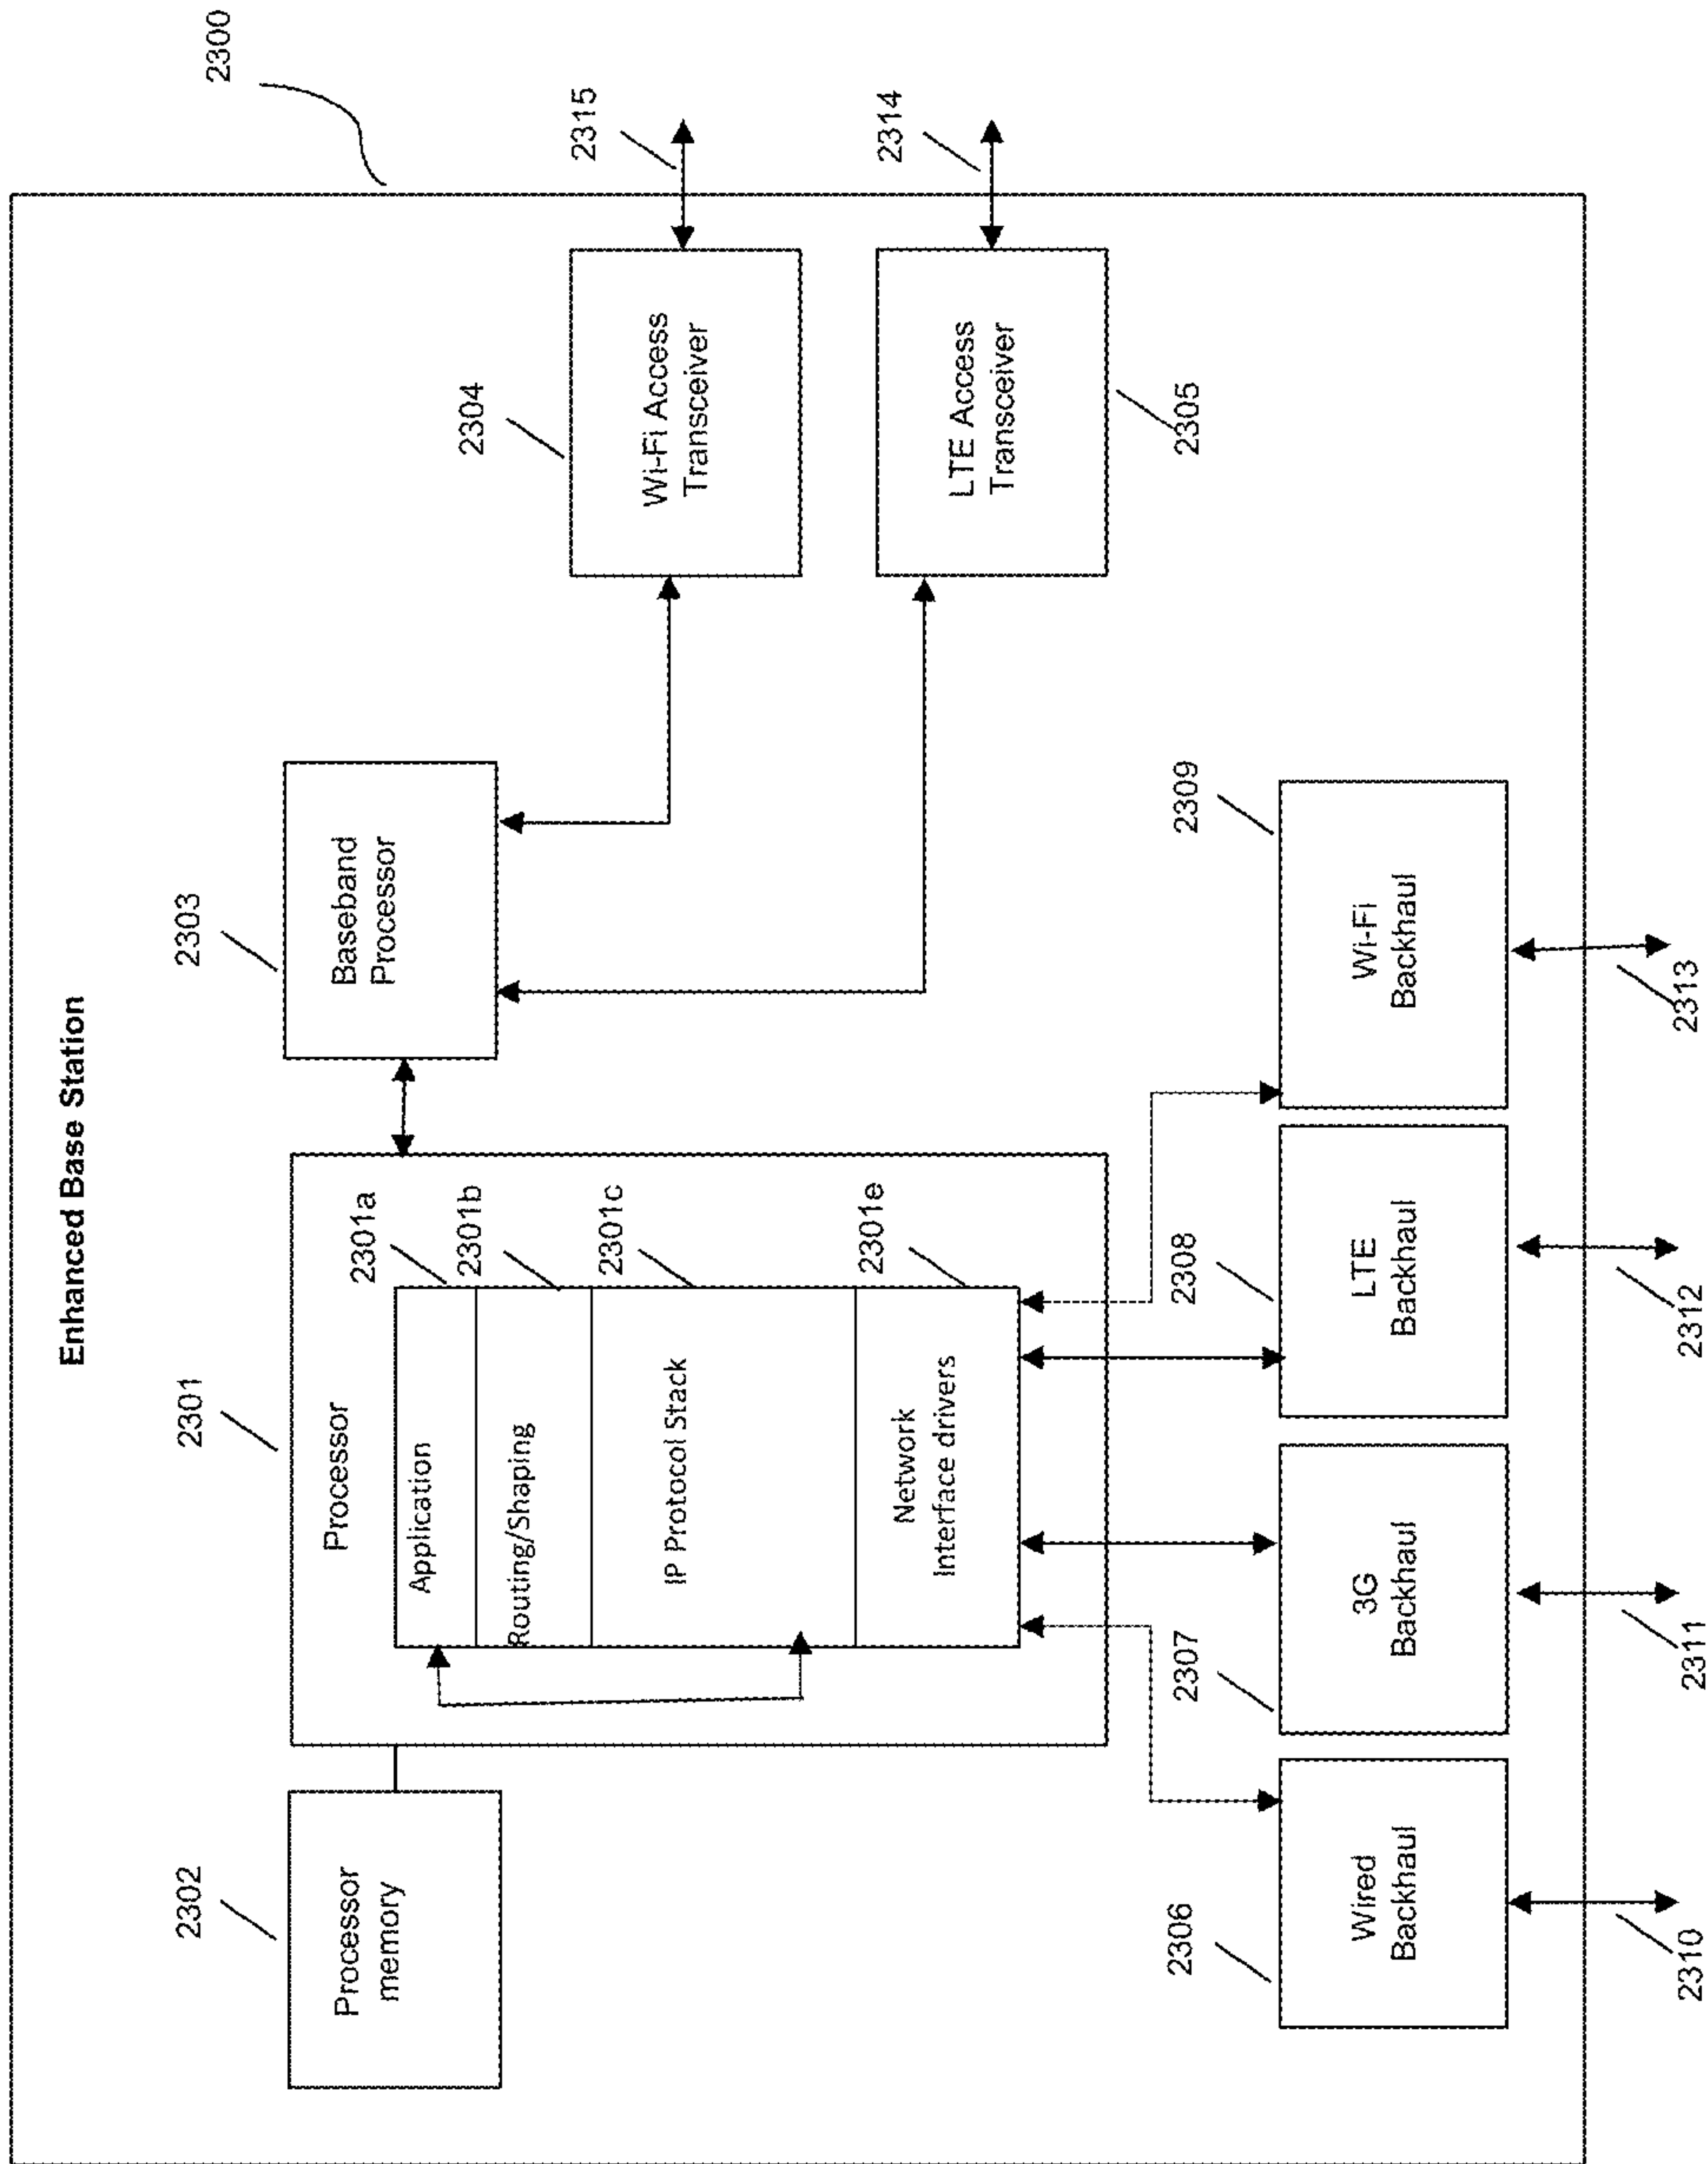 Enhanced Base Station
2300
2301
2302
2303
Processor
memory
Processor
Baseband
Processor
2301a
Application
2301b
Routing/Shaping
2301c
IP Protocol Stack
2301e
Network
Interface drivers
2304
Wi-Fi Access
Transceiver
2315
LTE Access
Transceiver
2305
2314
2306
Wired
Backhaul
2307
3G
Backhaul
2308
LTE
Backhaul
2309
Wi-Fi
Backhaul
2310
2311
2312
2313